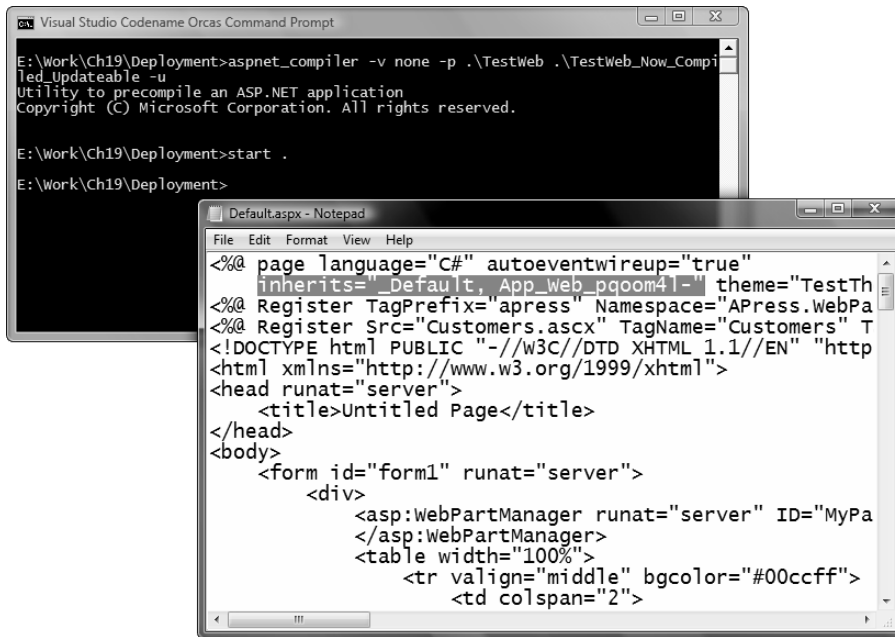 Visual Studio Codename Orcas Command Prompt
E:\Work\Ch19\Deployment>aspnet_compiler -v none -p .\TestWeb .\TestWeb_Now_Compi
led_Updateable -u
Utility to precompile an ASP.NET application
Copyright (C) Microsoft Corporation. All rights reserved.
E:\Work\Ch19\Deployment>start .
E:\Work\Ch19\Deployment>
Default.aspx - Notepad
File Edit Format View Help
<%@ page language="C#" autoeventwireup="true"
inherits="_Default, App_Web_pqoom4l-" theme="TestTh
<%@ Register TagPrefix="apress" Namespace="APress.WebPa
<%@ Register Src="Customers.ascx" TagName="Customers" T
<!DOCTYPE html PUBLIC "-//W3C//DTD XHTML 1.1//EN" "http
<html xmlns="http://www.w3.org/1999/xhtml">
<head runat="server">
<title>Untitled Page</title>
</head>
<body>
<form id="form1" runat="server">
<div>
<asp:WebPartManager runat="server" ID="MyPa
</asp:WebPartManager>
<table width="100%">
<tr valign="middle" bgcolor="#00ccff">
<td colspan="2">